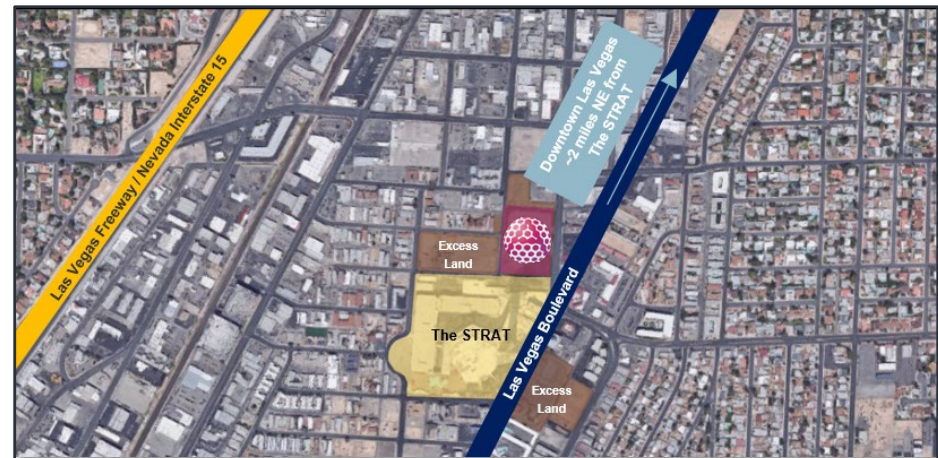 Las Vegas Freeway / Nevada Interstate 15
Downtown Las Vegas
~2 miles NE from
The STRAT
Excess
Land
The STRAT
Las Vegas Boulevard
Excess
Land